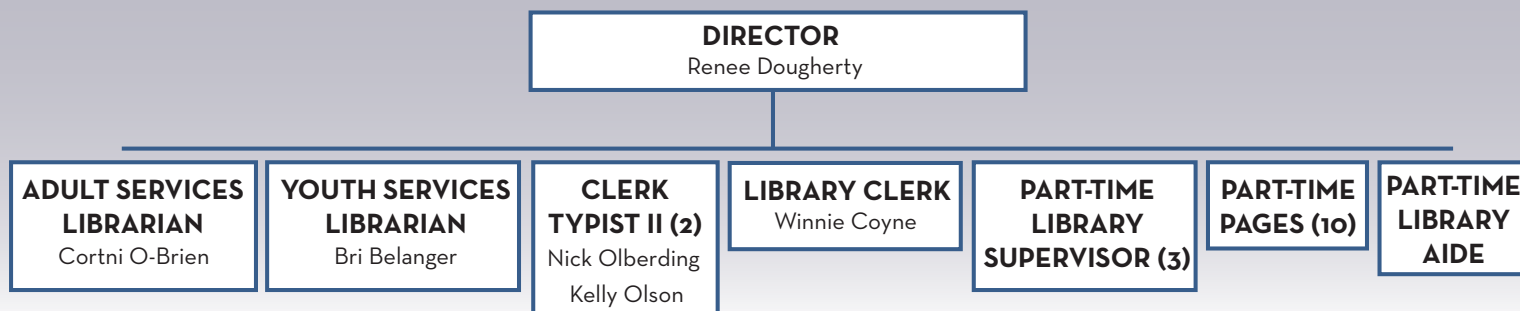 DIRECTOR
Renee Dougherty
ADULT SERVICES
LIBRARIAN
Cortni O-Brien
YOUTH SERVICES
LIBRARIAN
Bri Belanger
CLERK
TYPIST II (2)
Nick Olberding
Kelly Olson
LIBRARY CLERK
Winnie Coyne
PART-TIME
LIBRARY
SUPERVISOR (3)
PART-TIME
PAGES (10)
PART-TIME
LIBRARY
AIDE